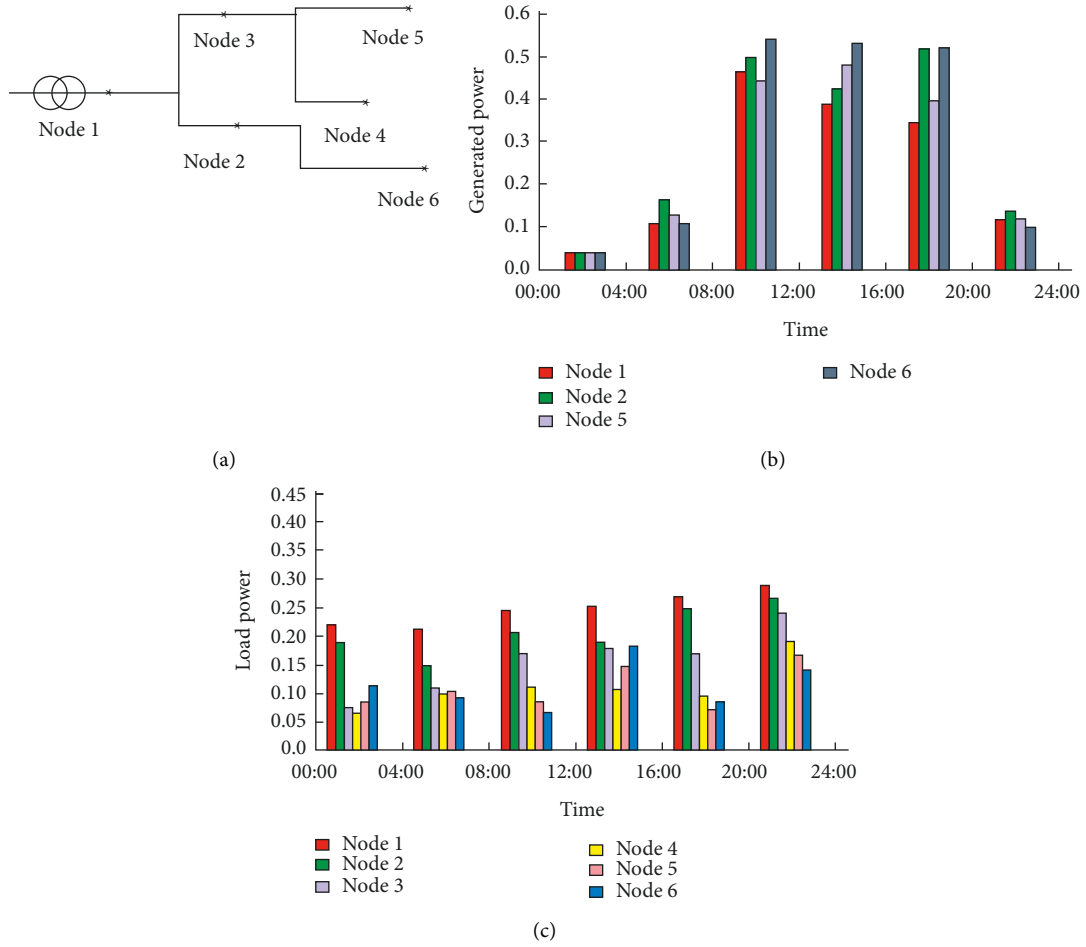 Node 3
Node 5
Node 1
Node 4
Node 2
Node 6
(a)
Generated power
0.6
0.5
0.4
0.3
0.2
0.1
0.0
00:00 04:00 08:00 12:00 16:00 20:00 24:00
Time
Node 1
Node 2
Node 5
Node 6
(b)
Load power
0.45
0.40
0.35
0.30
0.25
0.20
0.15
0.10
0.05
0.0
00:00 04:00 08:00 12:00 16:00 20:00 24:00
Time
Node 1
Node 2
Node 3
Node 4
Node 5
Node 6
(c)